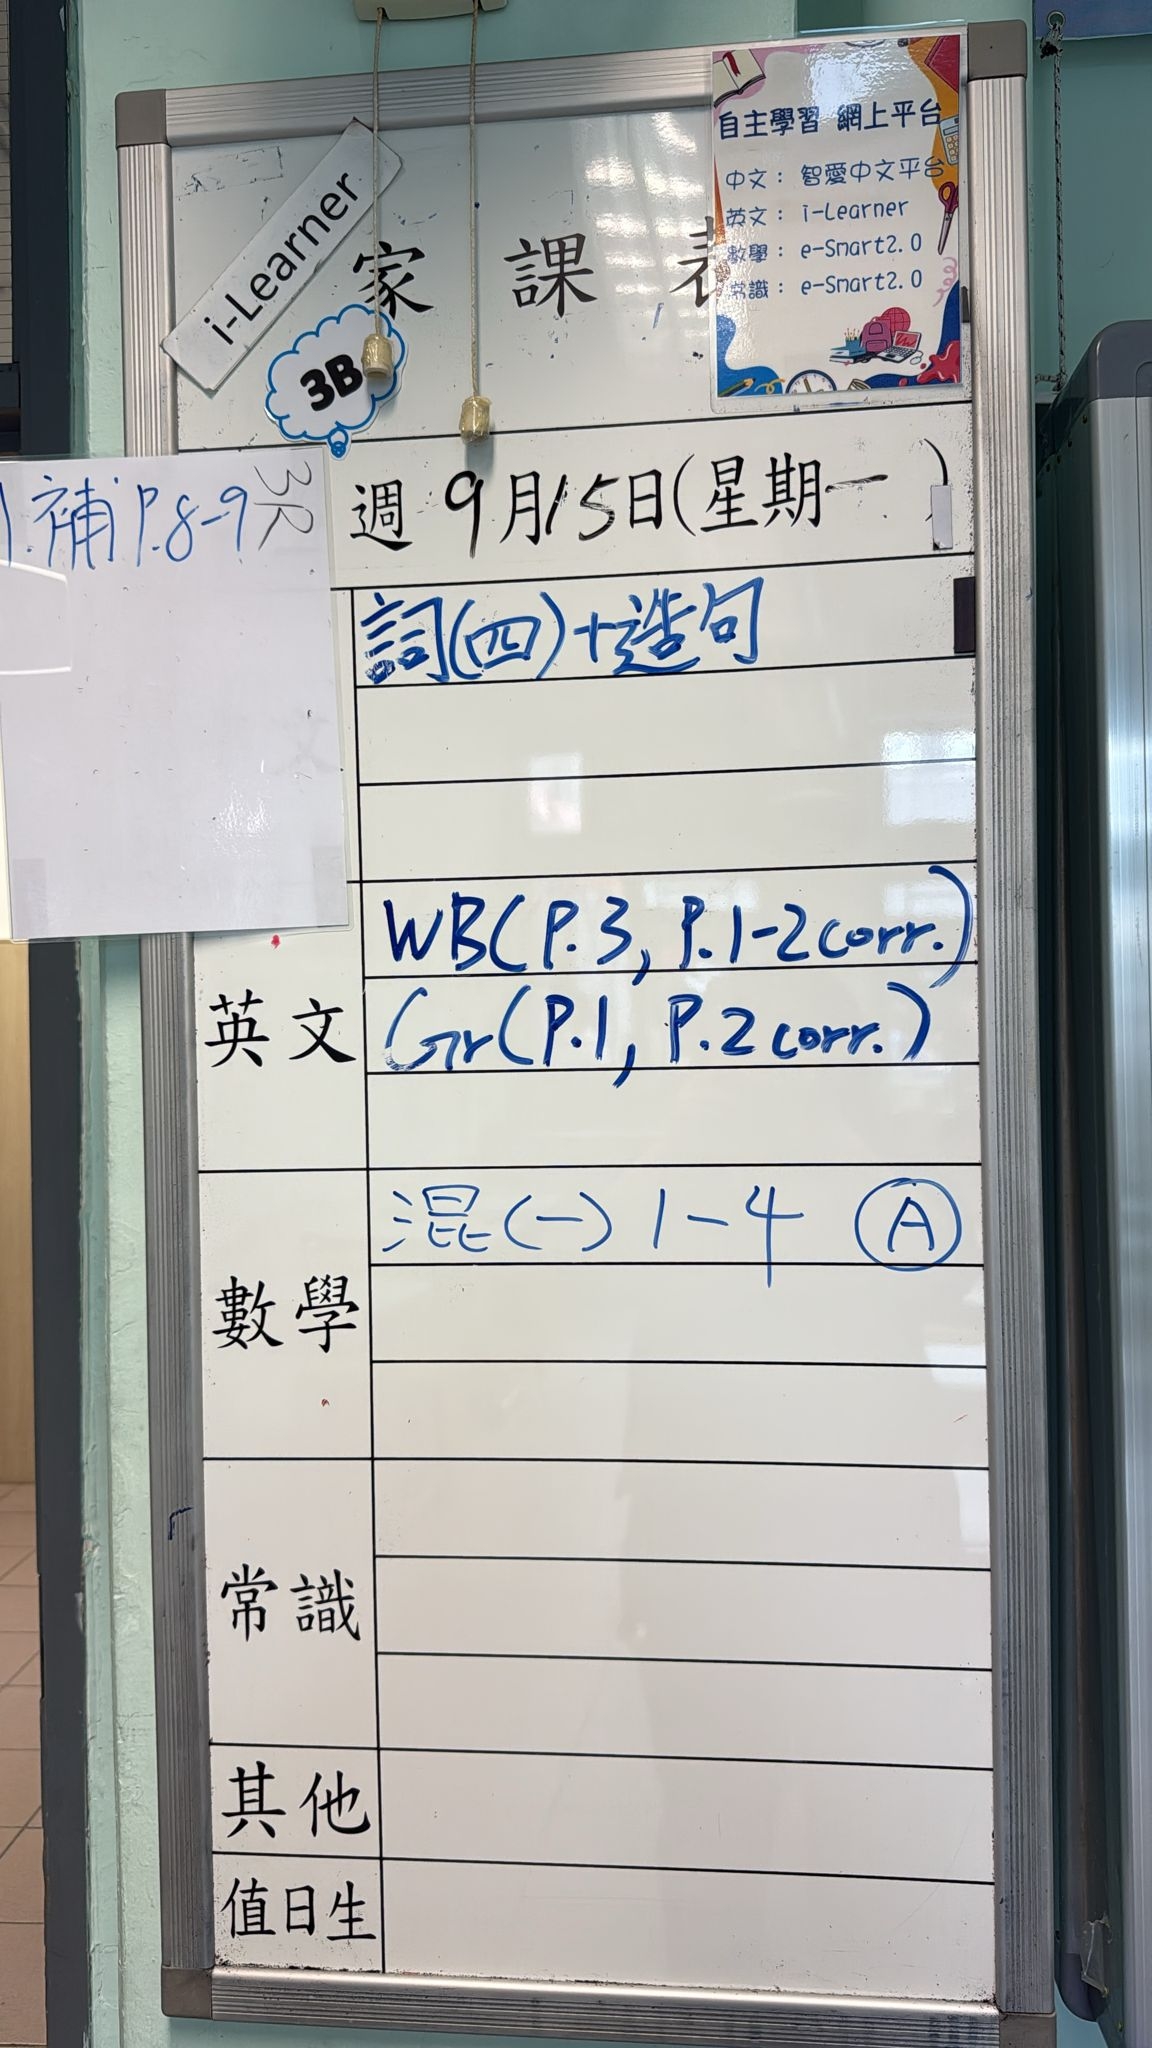 自主學習 網上平台
中文： 智愛中文平台
英文： i-Learner
數學： e-Smart2.0
常識： e-Smart2.0
i-Learner
家課表
3B
週 9月15日(星期一)
補 P.8-9
詞(四)+造句
英文
WB(P.3, P.1-2 corr.)
Gr(P.1, P.2 corr.)
數學
混(一) 1-4 A
常識
其他
值日生